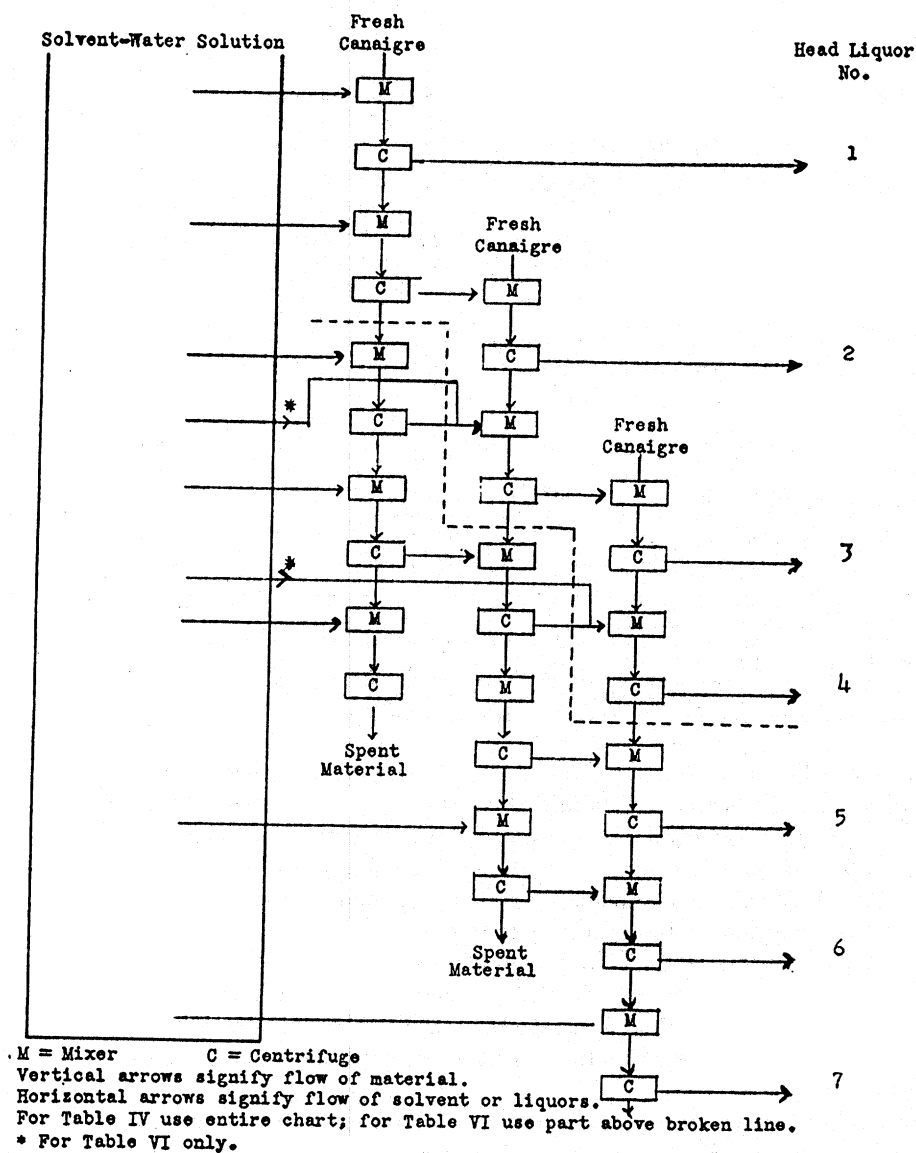 Solvent-Water Solution
Fresh
Canaigre
Head Liquor
No.
M
C
1
M
Fresh
Canaigre
C
M
M
C
2
*
C
M
Fresh
Canaigre
M
C
M
*
C
M
C
3
M
C
M
C
M
C
4
Spent
Material
C
M
M
C
5
C
M
Spent
Material
C
6
M
M = Mixer C = Centrifuge
Vertical arrows signify flow of material.
C
7
Horizontal arrows signify flow of solvent or liquors.
For Table IV use entire chart; for Table VI use part above broken line.
* For Table VI only.